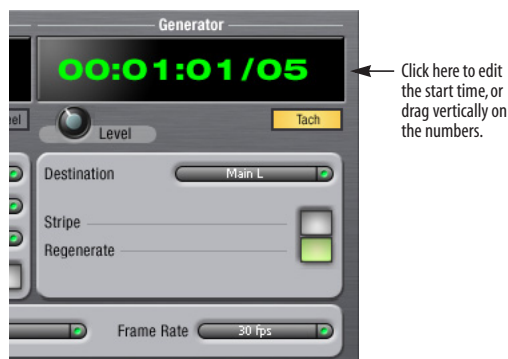 Generator
00:01:01/05
Click here to edit
the start time, or
drag vertically on
the numbers.
Level
Tach
Destination
Main L
Stripe
Regenerate
Frame Rate
30 fps